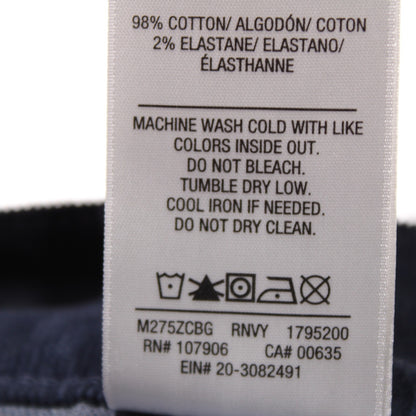 98% COTTON/ ALGODÓN/ COTON
2% ELASTANE/ ELASTANO/
ÉLASTHANNE
MACHINE WASH COLD WITH LIKE
COLORS INSIDE OUT.
DO NOT BLEACH.
TUMBLE DRY LOW.
COOL IRON IF NEEDED.
DO NOT DRY CLEAN.
M275ZCBG RNVY 1795200
RN# 107906 CA# 00635
EIN# 20-3082491